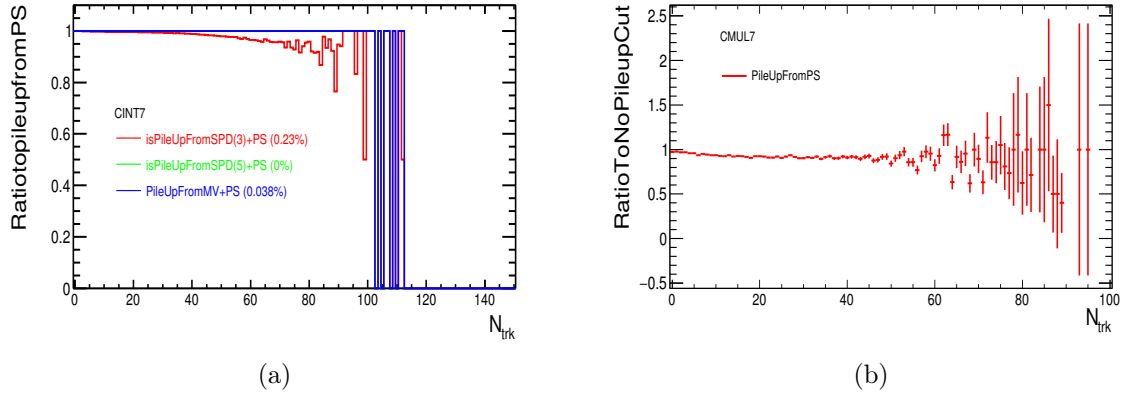 RatiotopileupfromPS
1
0.8
0.6
0.4
0.2
0
CINT7
isPileUpFromSPD(3)+PS (0.23%)
isPileUpFromSPD(5)+PS (0%)
PileUpFromMV+PS (0.038%)
0 20 40 60 80 100 120 140
N_trk
(a)
RatioToNoPileupCut
2.5
2
1.5
1
0.5
0
−0.5
CMUL7
PileUpFromPS
0 20 40 60 80 100
N_trk
(b)